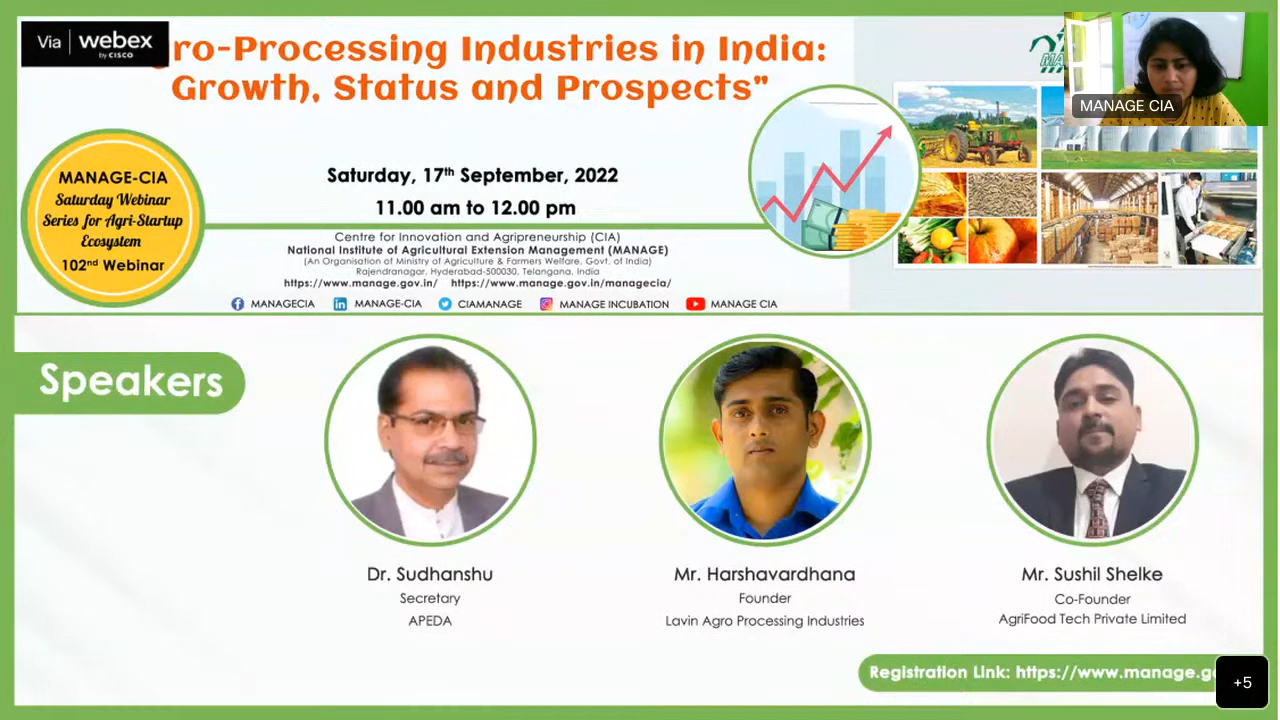 Via | webex
by CISCO
ro-Processing Industries in India:
Growth, Status and Prospects"
MANAGE CIA
MANAGE-CIA
Saturday Webinar
Series for Agri-Startup
Ecosystem
102nd Webinar
Saturday, 17th September, 2022
11.00 am to 12.00 pm
Centre for Innovation and Agripreneurship (CIA)
National Institute of Agricultural Extension Management (MANAGE)
(An Organisation of Ministry of Agriculture & Farmers Welfare, Govt. of India)
Rajendranagar, Hyderabad-500030, Telangana, India
https://www.manage.gov.in/ https://www.manage.gov.in/managecia/
MANAGECIA MANAGE-CIA CIAMANAGE MANAGE INCUBATION MANAGE CIA
Speakers
Dr. Sudhanshu
Secretary
APEDA
Mr. Harshavardhana
Founder
Lavin Agro Processing Industries
Mr. Sushil Shelke
Co-Founder
AgriFood Tech Private Limited
Registration Link: https://www.manage.g
+5